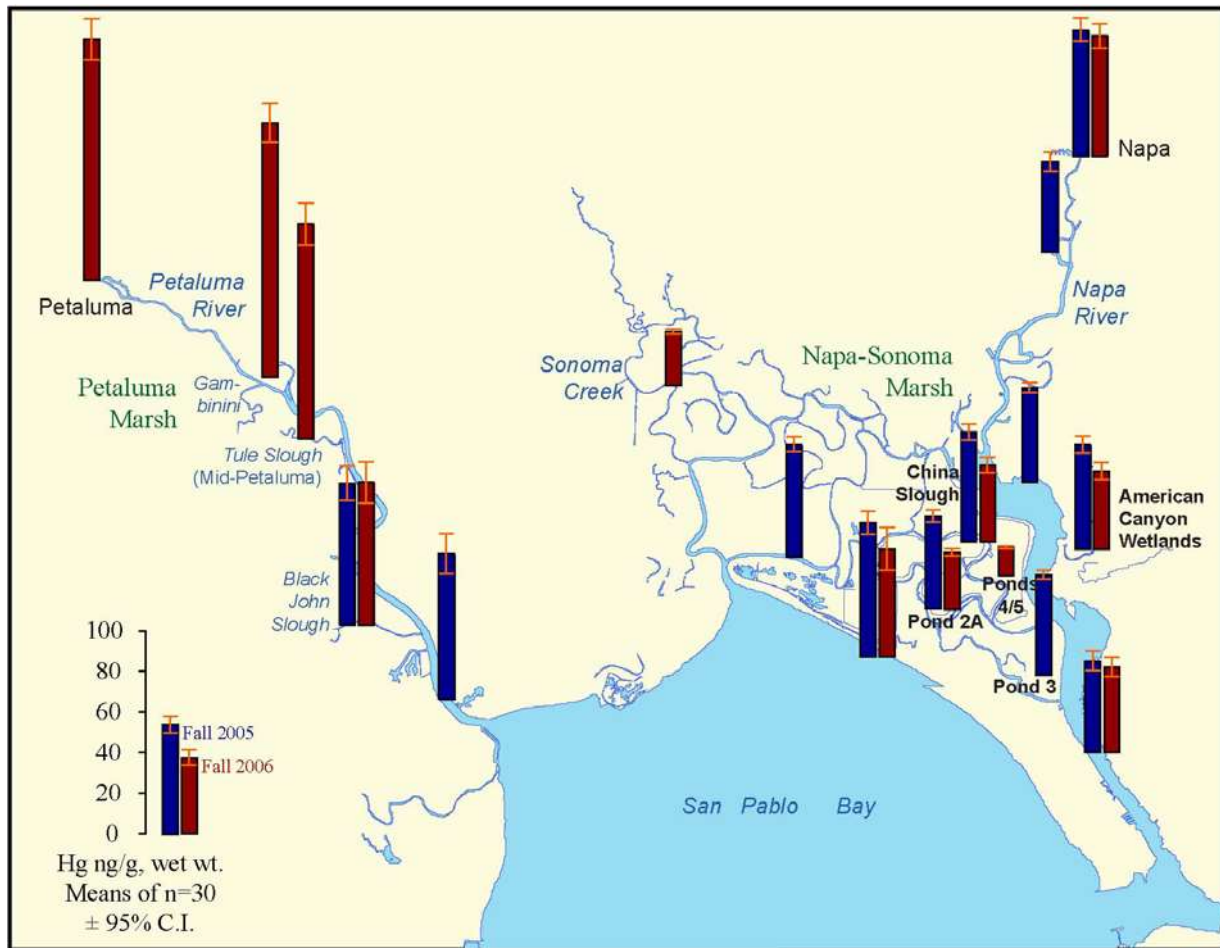 Napa
Petaluma
River
Petaluma
Napa
River
Sonoma
Creek
Napa-Sonoma
Marsh
Petaluma
Marsh
Gam-
binini
Tule Slough
(Mid-Petaluma)
China
Slough
American
Canyon
Wetlands
Black
John
Slough
Ponds
4/5
Pond 2A
Pond 3
100
80
60
40
20
0
Fall 2005
Fall 2006
San Pablo Bay
Hg ng/g, wet wt.
Means of n=30
± 95% C.I.